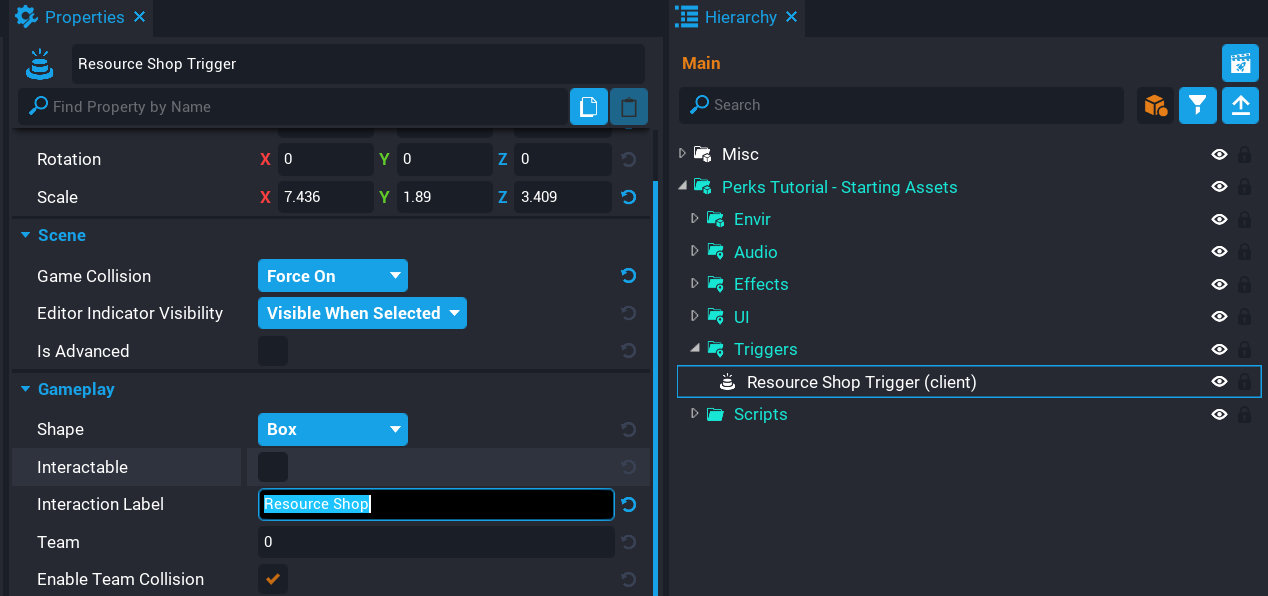 Properties
Resource Shop Trigger
Find Property by Name
Rotation X 0 Y 0 Z 0
Scale X 7.436 Y 1.89 Z 3.409
Scene
Game Collision Force On
Editor Indicator Visibility Visible When Selected
Is Advanced
Gameplay
Shape Box
Interactable
Interaction Label Resource Shop
Team 0
Enable Team Collision
Hierarchy
Main
Search
Misc
Perks Tutorial - Starting Assets
Envir
Audio
Effects
UI
Triggers
Resource Shop Trigger (client)
Scripts